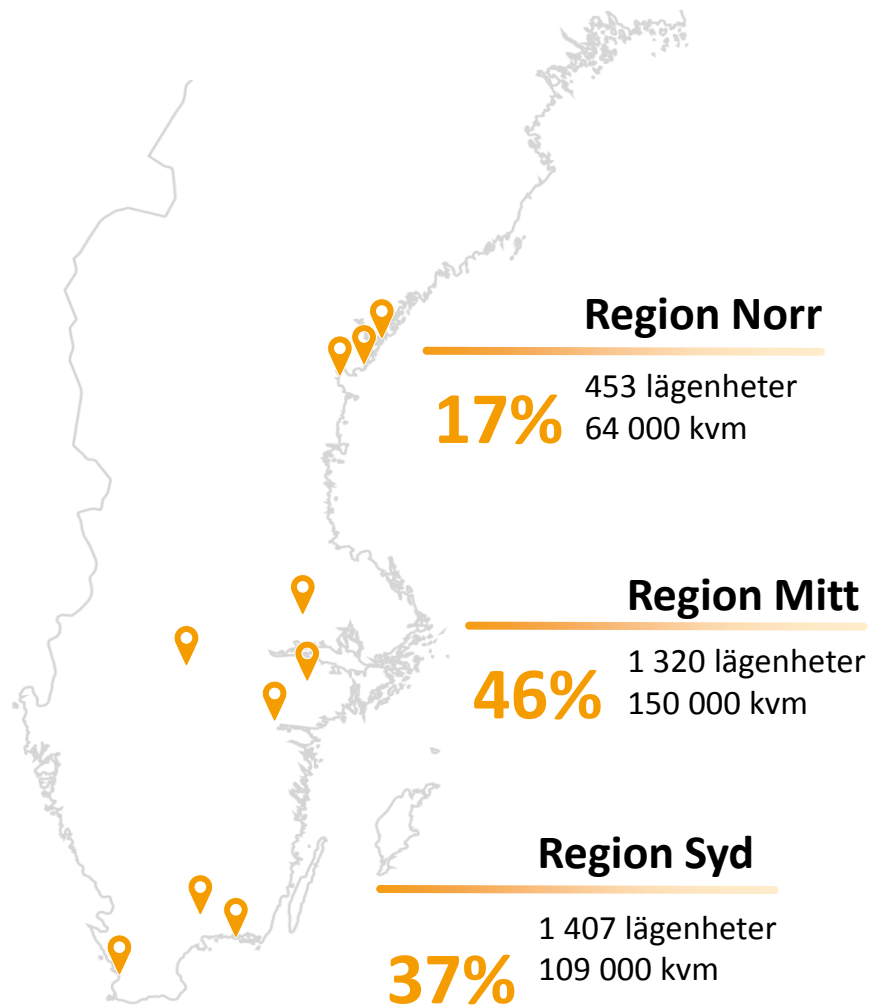 Region Norr
17%
453 lägenheter
64 000 kvm
Region Mitt
46%
1 320 lägenheter
150 000 kvm
Region Syd
37%
1 407 lägenheter
109 000 kvm